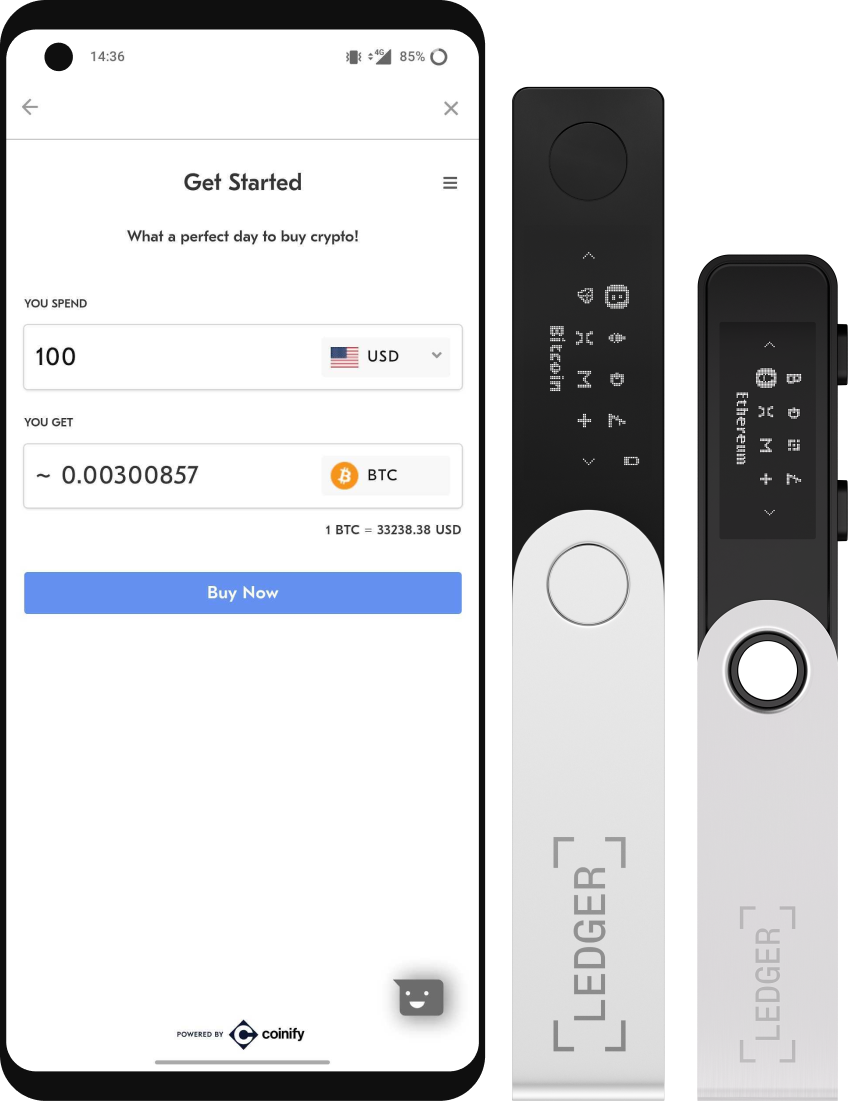 14:36
4G
85%
Get Started
What a perfect day to buy crypto!
YOU SPEND
100
USD
YOU GET
~ 0.00300857
BTC
1 BTC = 33238.38 USD
Buy Now
POWERED BY coinify
Bitcoin
LEDGER
Ethereum
LEDGER